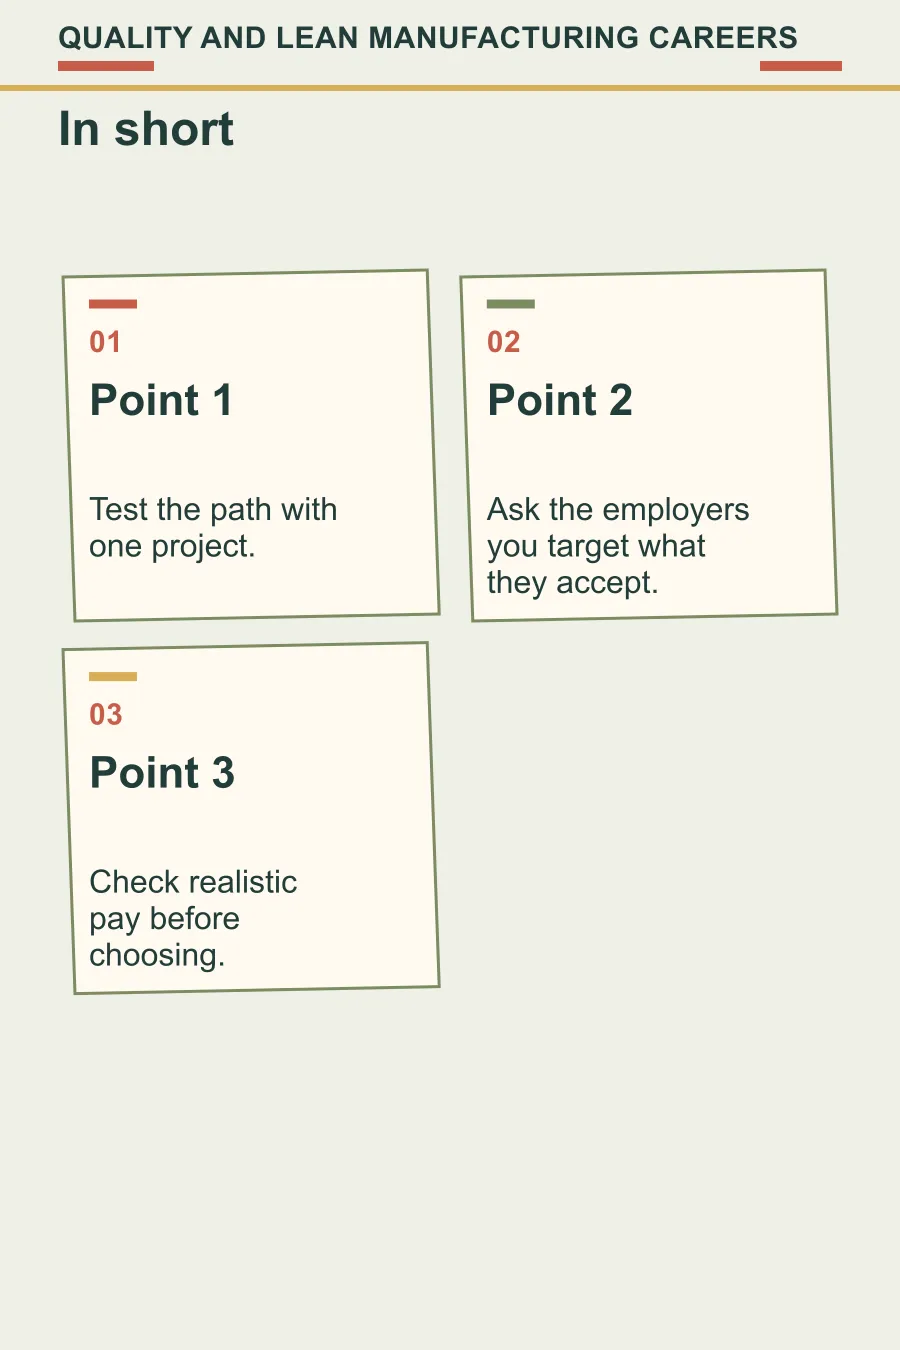 QUALITY AND LEAN MANUFACTURING CAREERS
In short
01
Point 1
Test the path with
one project.
02
Point 2
Ask the employers
you target what
they accept.
03
Point 3
Check realistic
pay before
choosing.